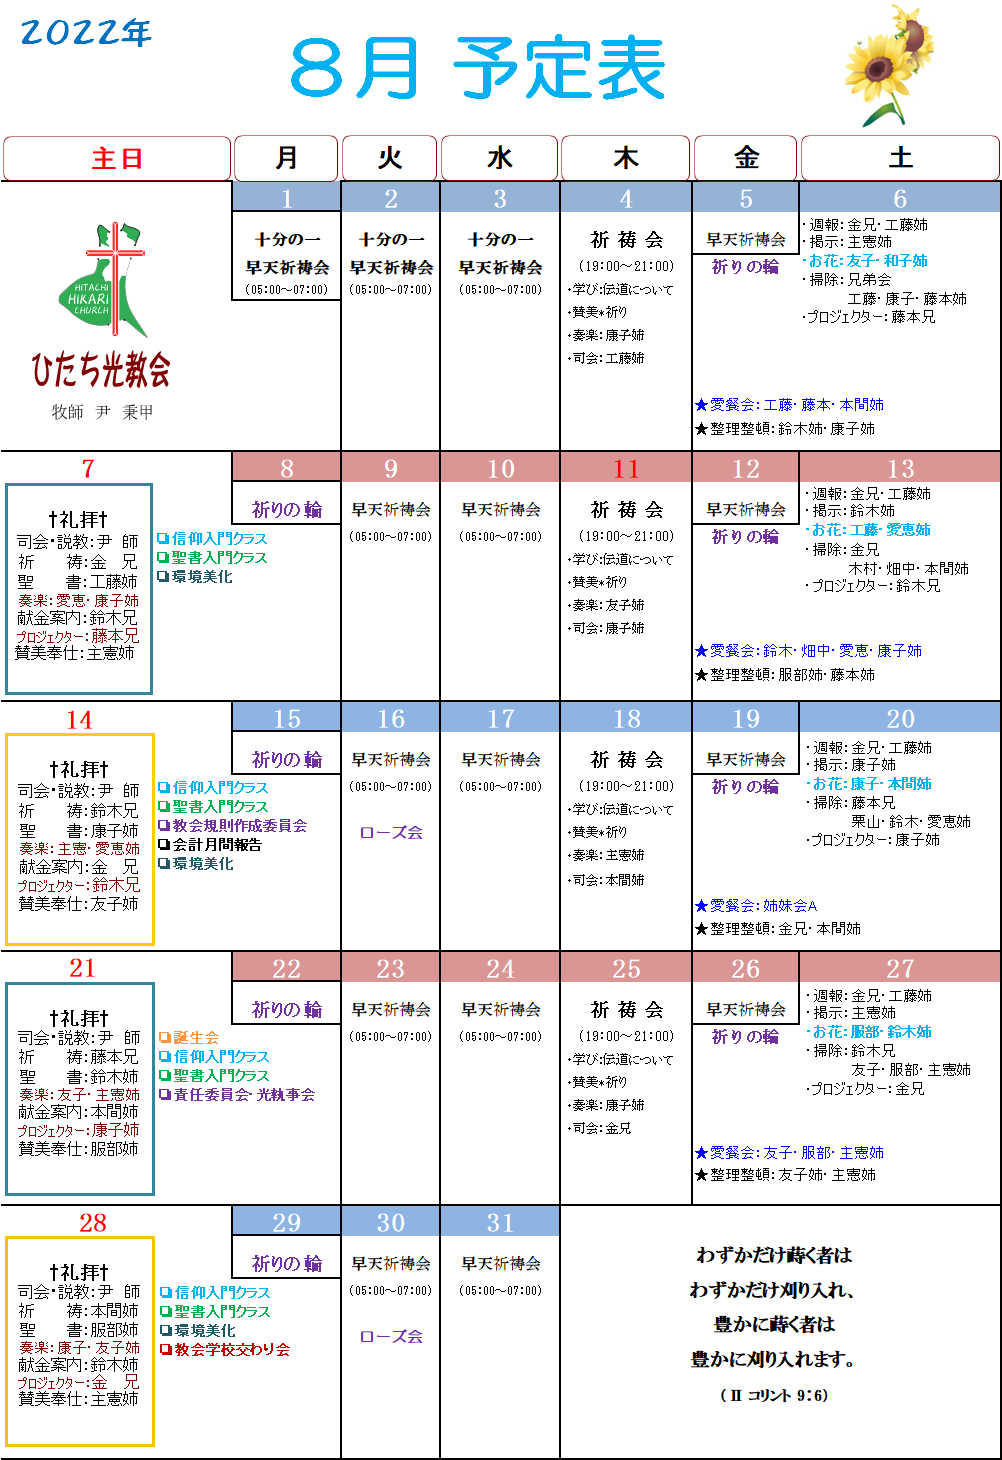 2022年
8月 予定表
主日 月 火 水 木 金 土
HITACHI
HIKARI
CHURCH
ひたち光教会
牧師 尹 秉甲
1
十分の一
早天祈祷会
(05:00～07:00)
2
十分の一
早天祈祷会
(05:00～07:00)
3
十分の一
早天祈祷会
(05:00～07:00)
4
祈 祷 会
(19:00～21:00)
・学び:伝道について
・賛美*祈り
・奏楽:康子姉
・司会:工藤姉
5
早天祈祷会
祈りの輪
★愛餐会:工藤・藤本・本間姉
★整理整頓:鈴木姉・康子姉
6
・週報:金兄・工藤姉
・掲示:主憲姉
・お花:友子・和子姉
・掃除:兄弟会
工藤・康子・藤本姉
・プロジェクター:藤本兄
7
†礼拝†
司会・説教:尹 師
祈 祷:金 兄
聖 書:工藤姉
奏楽:愛恵・康子姉
献金案内:鈴木兄
プロジェクター:藤本兄
賛美奉仕:主憲姉
❏信仰入門クラス
❏聖書入門クラス
❏環境美化
8
祈りの輪
9
早天祈祷会
(05:00～07:00)
10
早天祈祷会
(05:00～07:00)
11
祈 祷 会
(19:00～21:00)
・学び:伝道について
・賛美*祈り
・奏楽:友子姉
・司会:康子姉
12
早天祈祷会
祈りの輪
★愛餐会:鈴木・畑中・愛恵・康子姉
★整理整頓:服部姉・藤本姉
13
・週報:金兄・工藤姉
・掲示:鈴木姉
・お花:工藤・愛恵姉
・掃除:金兄
木村・畑中・本間姉
・プロジェクター:鈴木兄
14
†礼拝†
司会・説教:尹 師
祈 祷:鈴木兄
聖 書:康子姉
奏楽:主憲・愛恵姉
献金案内:金 兄
プロジェクター:鈴木兄
賛美奉仕:友子姉
❏信仰入門クラス
❏聖書入門クラス
❏教会規則作成委員会
❏会計月間報告
❏環境美化
15
祈りの輪
16
早天祈祷会
(05:00～07:00)
ローズ会
17
早天祈祷会
(05:00～07:00)
18
祈 祷 会
(19:00～21:00)
・学び:伝道について
・賛美*祈り
・奏楽:主憲姉
・司会:本間姉
19
早天祈祷会
祈りの輪
★愛餐会:姉妹会A
★整理整頓:金兄・本間姉
20
・週報:金兄・工藤姉
・掲示:康子姉
・お花:康子・本間姉
・掃除:藤本兄
栗山・鈴木・愛恵姉
・プロジェクター:康子姉
21
†礼拝†
司会・説教:尹 師
祈 祷:藤本兄
聖 書:鈴木姉
奏楽:友子・主憲姉
献金案内:本間姉
プロジェクター:康子姉
賛美奉仕:服部姉
❏誕生会
❏信仰入門クラス
❏聖書入門クラス
❏責任委員会・光執事会
22
祈りの輪
23
早天祈祷会
(05:00～07:00)
24
早天祈祷会
(05:00～07:00)
25
祈 祷 会
(19:00～21:00)
・学び:伝道について
・賛美*祈り
・奏楽:康子姉
・司会:金兄
26
早天祈祷会
祈りの輪
★愛餐会:友子・服部・主憲姉
★整理整頓:友子姉・主憲姉
27
・週報:金兄・工藤姉
・掲示:主憲姉
・お花:服部・鈴木姉
・掃除:鈴木兄
友子・服部・主憲姉
・プロジェクター:金兄
28
†礼拝†
司会・説教:尹 師
祈 祷:本間姉
聖 書:服部姉
奏楽:康子・友子姉
献金案内:鈴木姉
プロジェクター:金 兄
賛美奉仕:主憲姉
❏信仰入門クラス
❏聖書入門クラス
❏環境美化
❏教会学校交わり会
29
祈りの輪
30
早天祈祷会
(05:00～07:00)
ローズ会
31
早天祈祷会
(05:00～07:00)
わずかだけ蒔く者は
わずかだけ刈り入れ、
豊かに蒔く者は
豊かに刈り入れます。
(Ⅱ コリント 9:6)